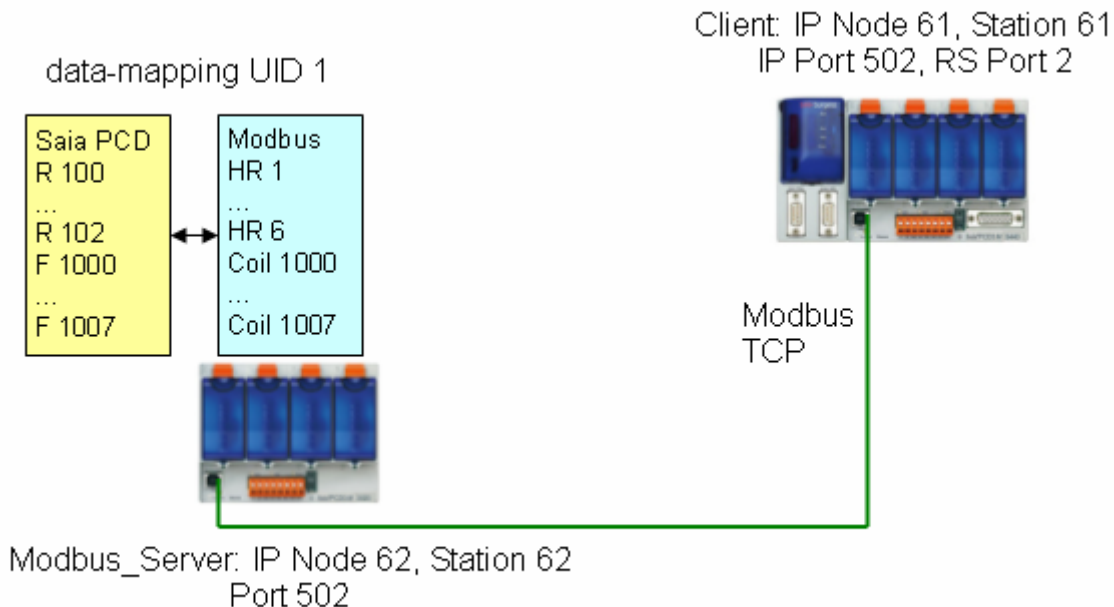 Client: IP Node 61, Station 61
IP Port 502, RS Port 2
data-mapping UID 1
Saia PCD
R 100
...
R 102
F 1000
...
F 1007
Modbus
HR 1
...
HR 6
Coil 1000
...
Coil 1007
Modbus
TCP
Modbus_Server: IP Node 62, Station 62
Port 502